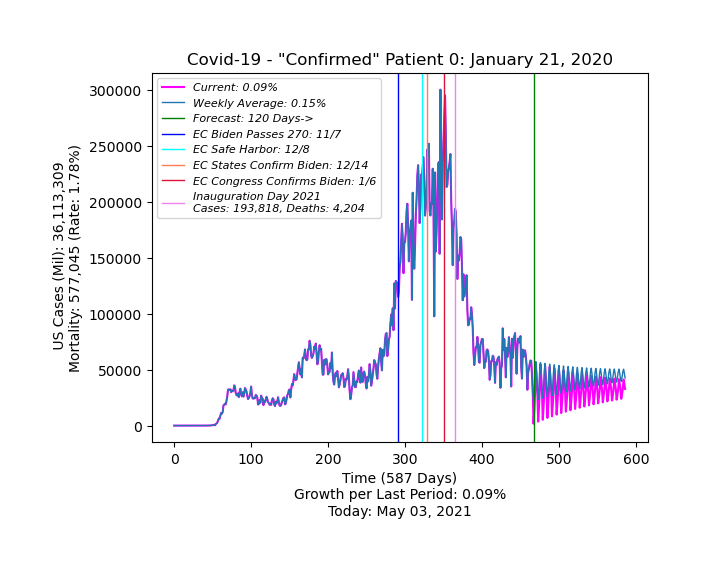 Covid-19 - "Confirmed" Patient 0: January 21, 2020
300000
250000
200000
150000
100000
50000
0
US Cases (Mil): 36,113,309
Mortality: 577,045 (Rate: 1.78%)
Current: 0.09%
Weekly Average: 0.15%
Forecast: 120 Days->
EC Biden Passes 270: 11/7
EC Safe Harbor: 12/8
EC States Confirm Biden: 12/14
EC Congress Confirms Biden: 1/6
Inauguration Day 2021
Cases: 193,818, Deaths: 4,204
0 100 200 300 400 500 600
Time (587 Days)
Growth per Last Period: 0.09%
Today: May 03, 2021